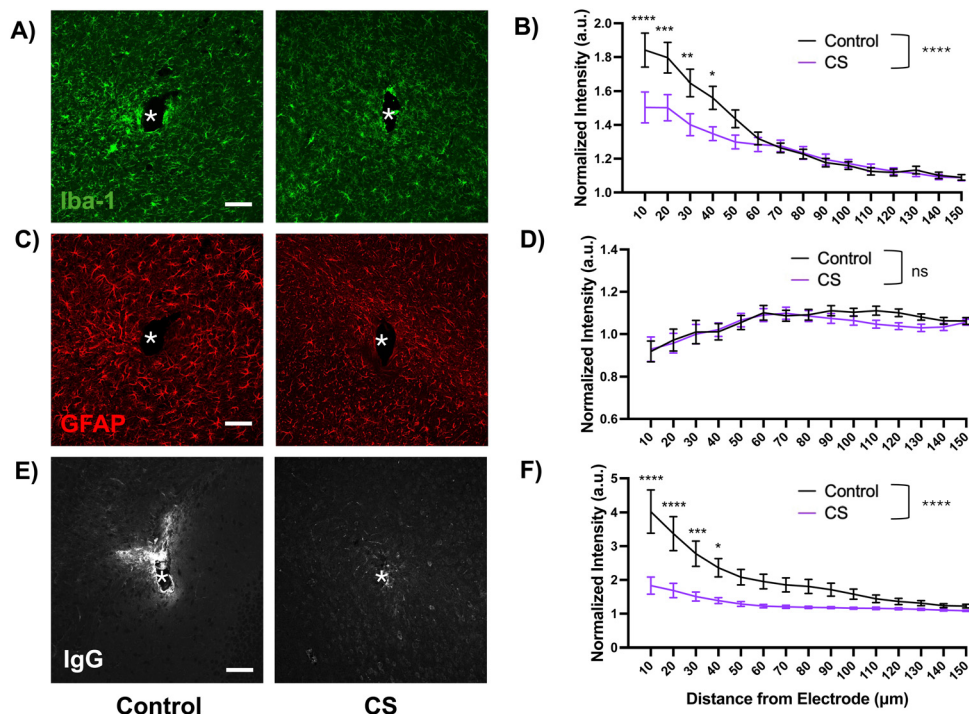 A)
*
Iba-1
*
B)
Normalized Intensity (a.u.)
2.0
1.8
1.6
1.4
1.2
1.0
**** *** ** *
Control
CS
****
10 20 30 40 50 60 70 80 90 100 110 120 130 140 150
C)
*
GFAP
*
D)
Normalized Intensity (a.u.)
1.4
1.2
1.0
0.8
0.6
Control
CS
ns
10 20 30 40 50 60 70 80 90 100 110 120 130 140 150
E)
*
IgG
*
F)
Normalized Intensity (a.u.)
5
4
3
2
1
0
**** **** *** *
Control
CS
****
10 20 30 40 50 60 70 80 90 100 110 120 130 140 150
Distance from Electrode (μm)
Control CS